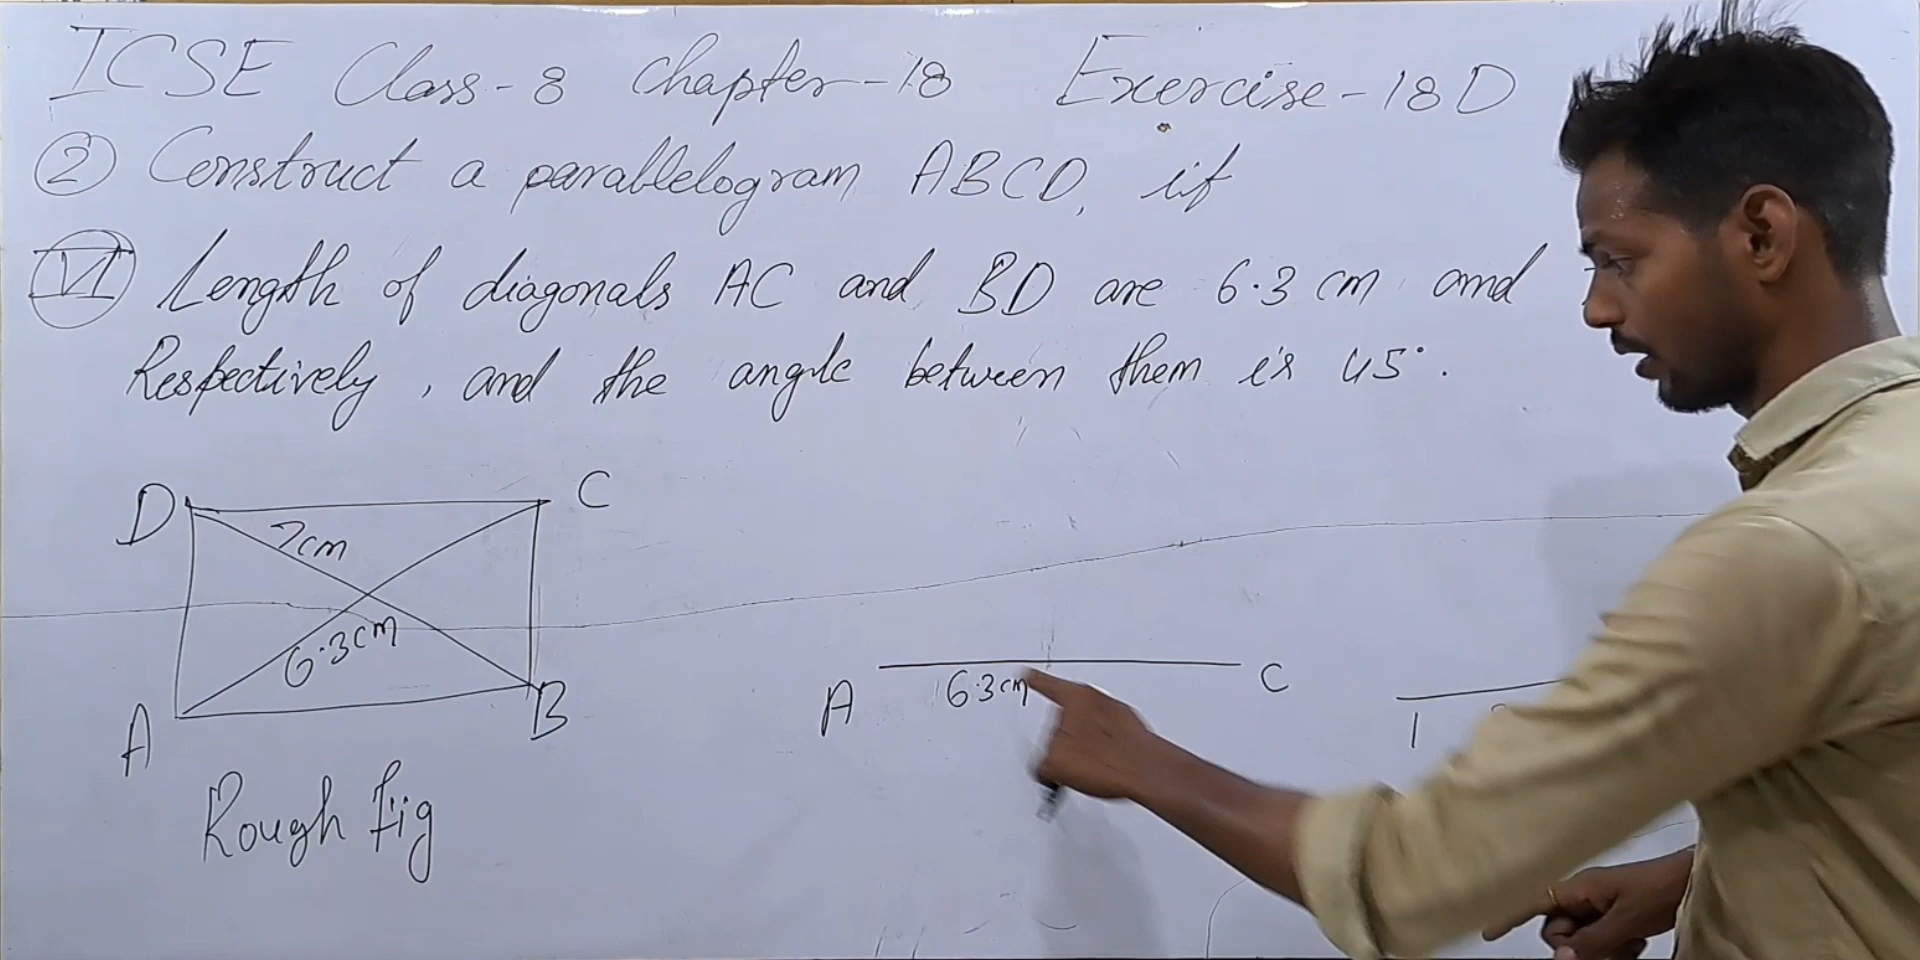 ICSE Class-8 Chapter-18 Exercise-18D
② Construct a parallelogram ABCD, if
VI Length of diagonals AC and BD are 6.3 cm and
Respectively, and the angle between them is 45°.
D C
7cm
6.3cm
A B
Rough Fig
A 6.3cm C